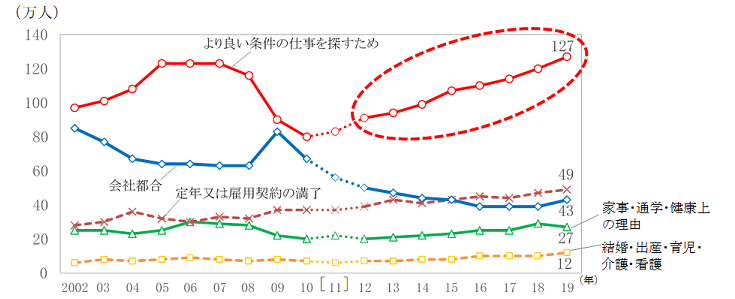 (万人)
140
120
100
80
60
40
20
0
より良い条件の仕事を探すため
127
会社都合
定年又は雇用契約の満了
49
43
27
12
家事・通学・健康上
の理由
結婚・出産・育児・
介護・看護
2002 03 04 05 06 07 08 09 10 [11] 12 13 14 15 16 17 18 19 (年)